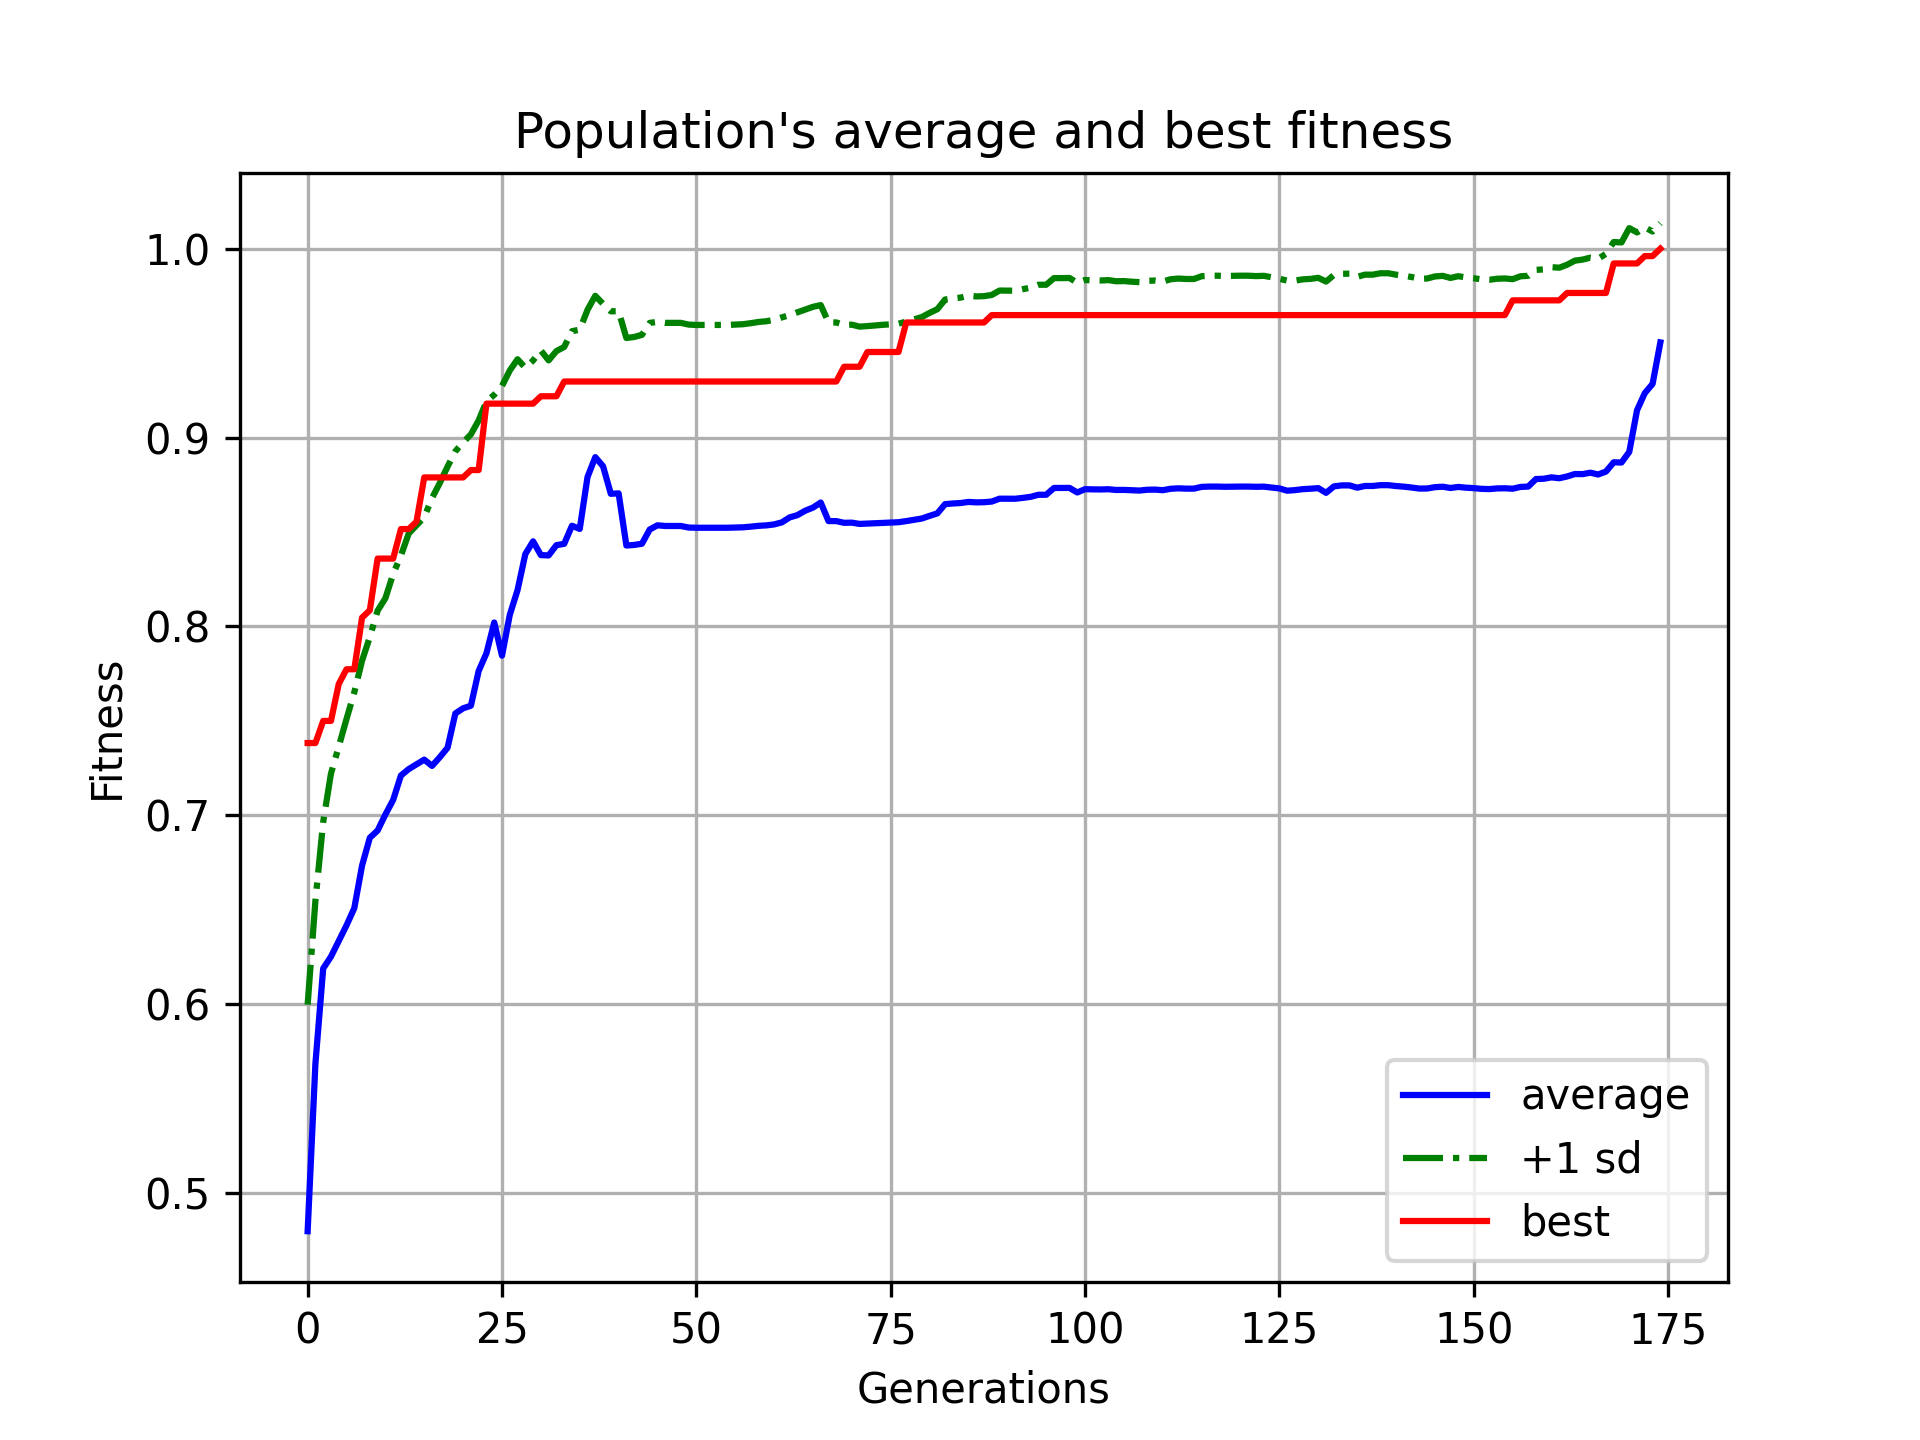 Population's average and best fitness
1.0
0.9
0.8
0.7
0.6
0.5
Fitness
0 25 50 75 100 125 150 175
Generations
average
+1 sd
best